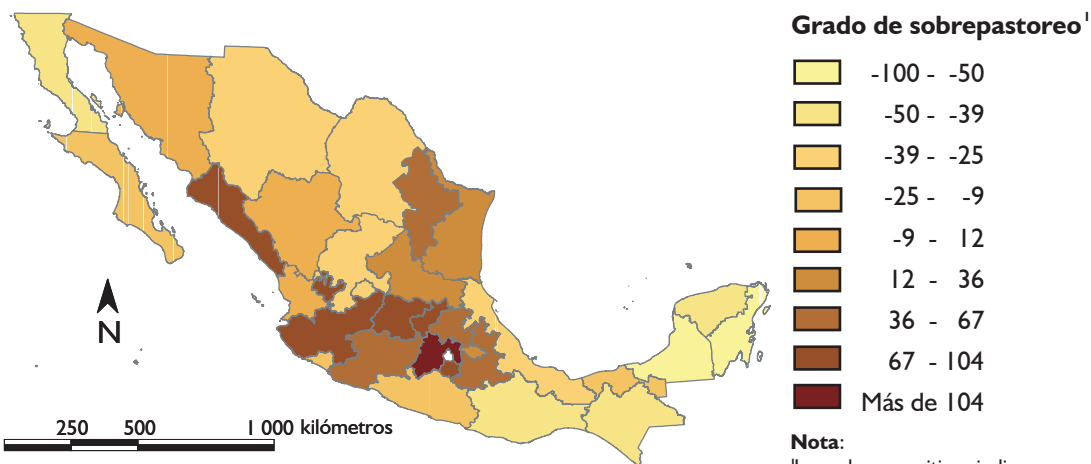 Grado de sobrepastoreo¹
-100 - -50
-50 - -39
-39 - -25
-25 - -9
-9 - 12
12 - 36
36 - 67
67 - 104
Más de 104
N
250 500 1 000 kilómetros
Nota: